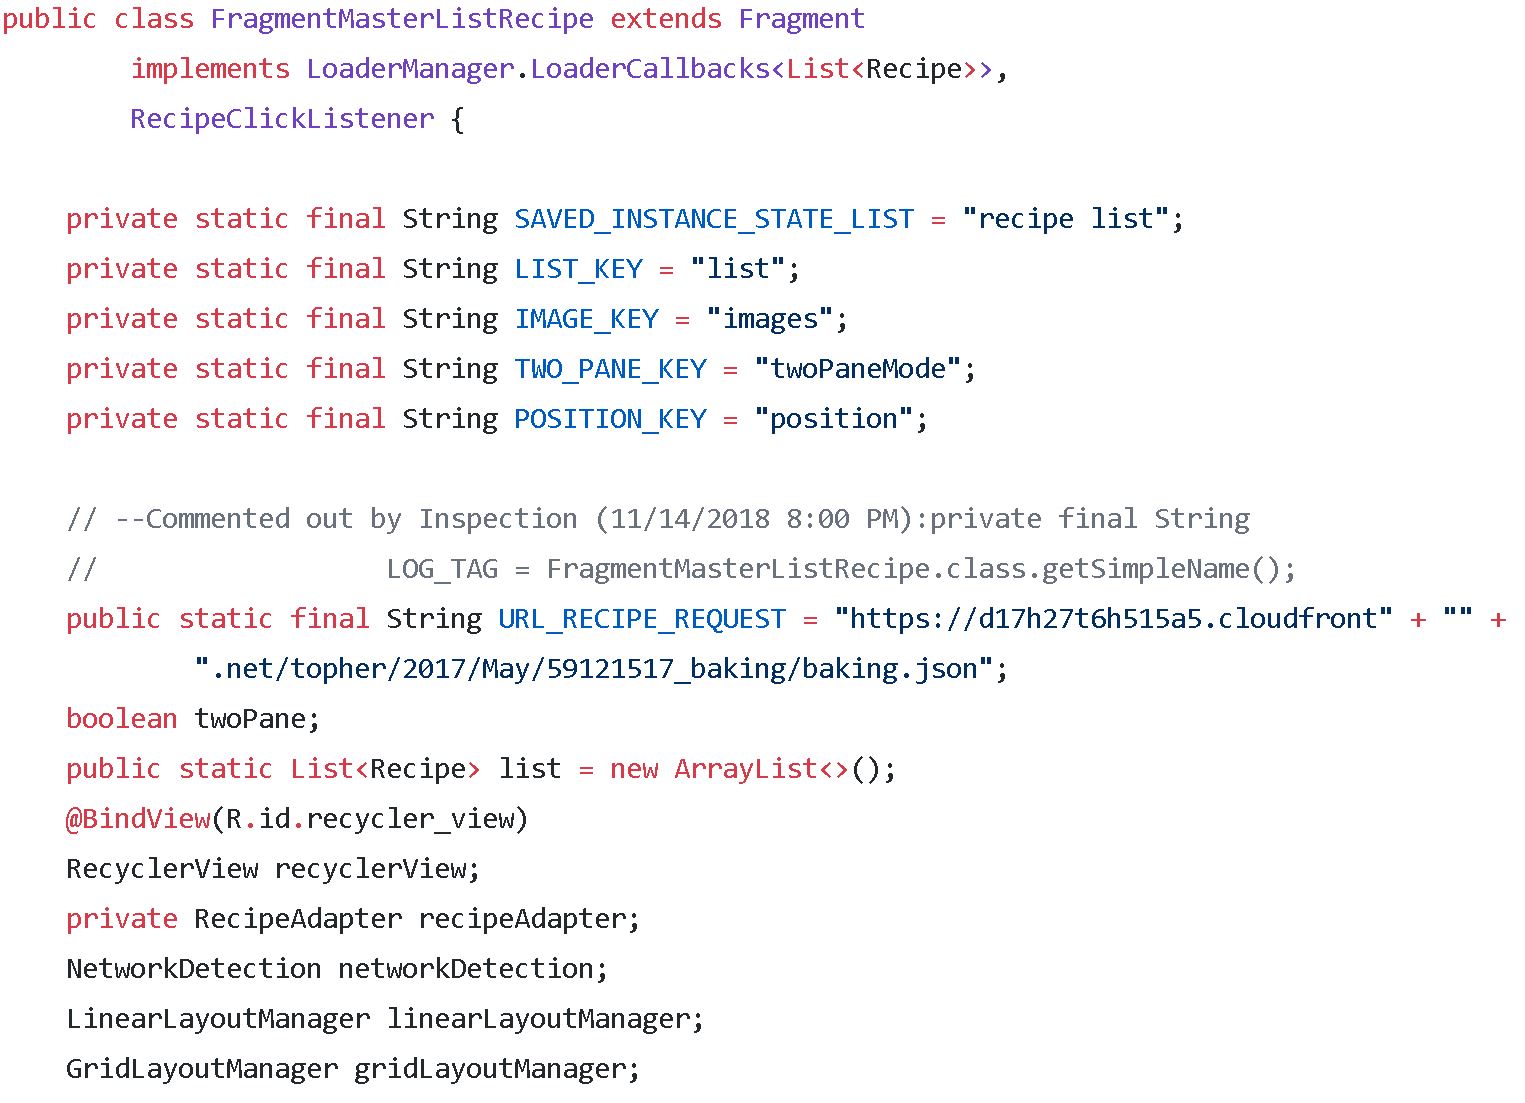 public class FragmentMasterListRecipe extends Fragment
        implements LoaderManager.LoaderCallbacks<List<Recipe>>,
        RecipeClickListener {

    private static final String SAVED_INSTANCE_STATE_LIST = "recipe list";
    private static final String LIST_KEY = "list";
    private static final String IMAGE_KEY = "images";
    private static final String TWO_PANE_KEY = "twoPaneMode";
    private static final String POSITION_KEY = "position";

    // --Commented out by Inspection (11/14/2018 8:00 PM):private final String
    //                  LOG_TAG = FragmentMasterListRecipe.class.getSimpleName();
    public static final String URL_RECIPE_REQUEST = "https://d17h27t6h515a5.cloudfront" + "" +
            ".net/topher/2017/May/59121517_baking/baking.json";
    boolean twoPane;
    public static List<Recipe> list = new ArrayList<>();
    @BindView(R.id.recycler_view)
    RecyclerView recyclerView;
    private RecipeAdapter recipeAdapter;
    NetworkDetection networkDetection;
    LinearLayoutManager linearLayoutManager;
    GridLayoutManager gridLayoutManager;